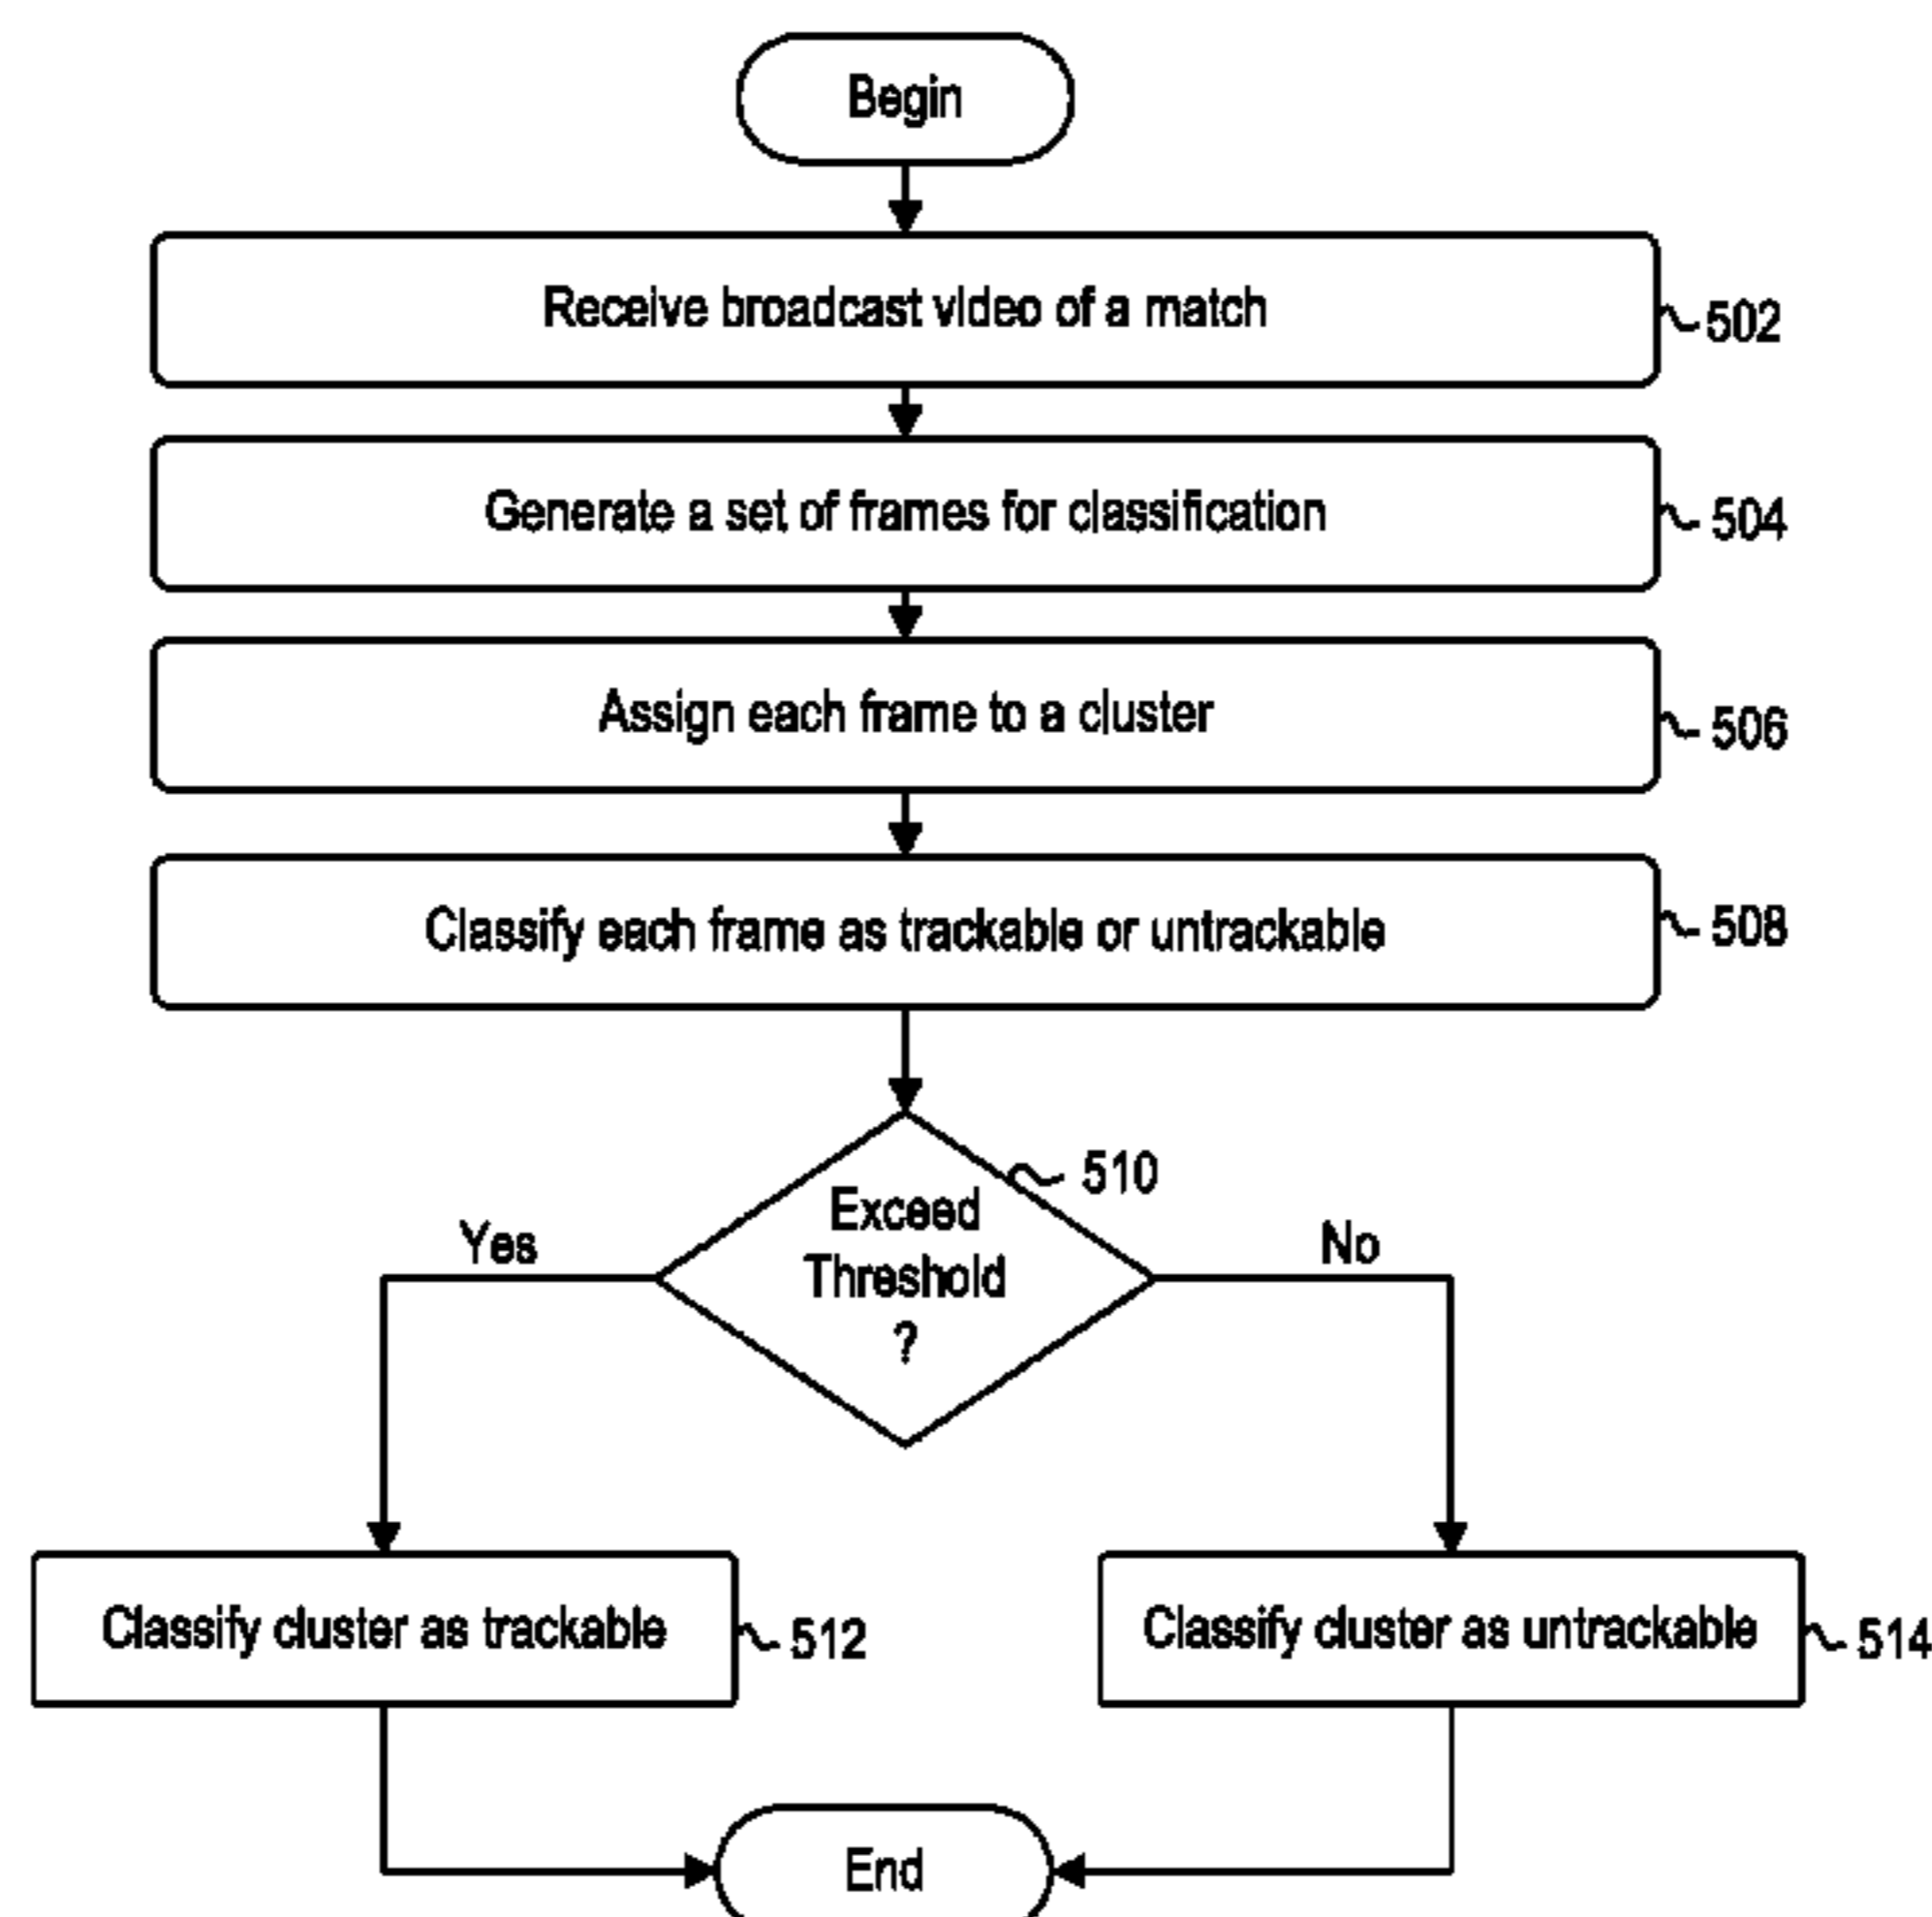 Begin
Receive broadcast video of a match
502
Generate a set of frames for classification
504
Assign each frame to a cluster
506
Classify each frame as trackable or untrackable
508
510
Exceed
Threshold
?
Yes
No
Classify cluster as trackable
512
Classify cluster as untrackable
514
End